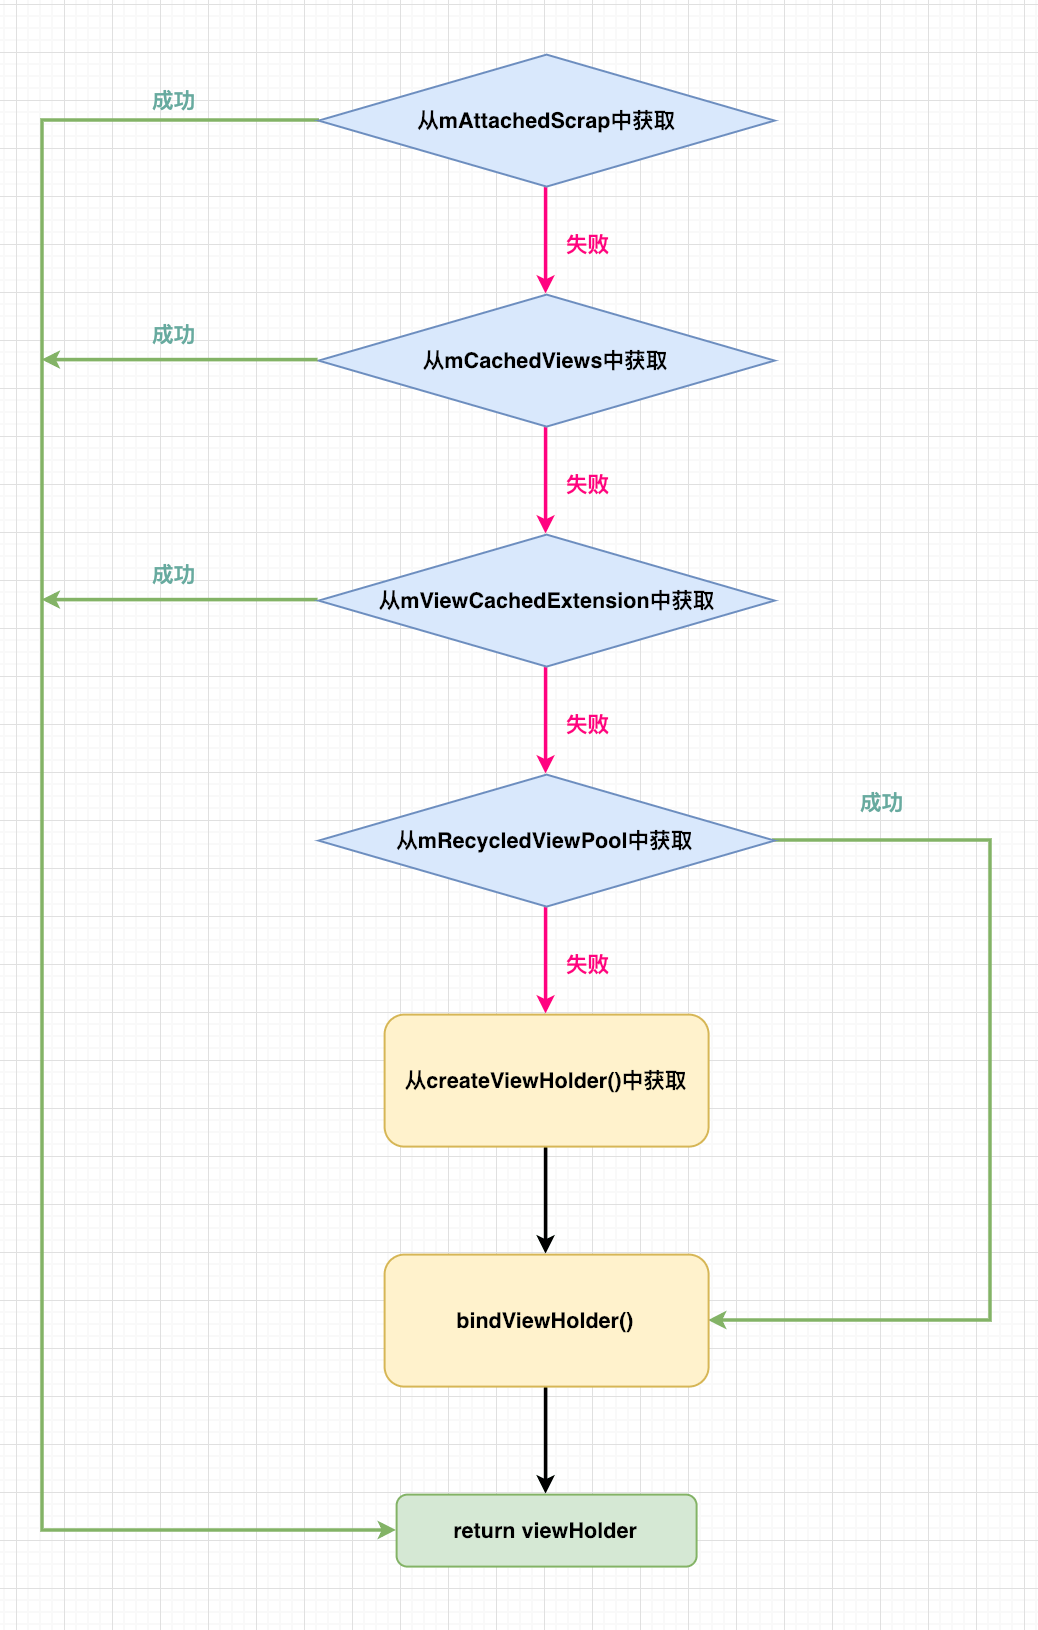 成功
从mAttachedScrap中获取
失败
成功
从mCachedViews中获取
失败
成功
从mViewCachedExtension中获取
失败
成功
从mRecycledViewPool中获取
失败
从createViewHolder()中获取
bindViewHolder()
return viewHolder